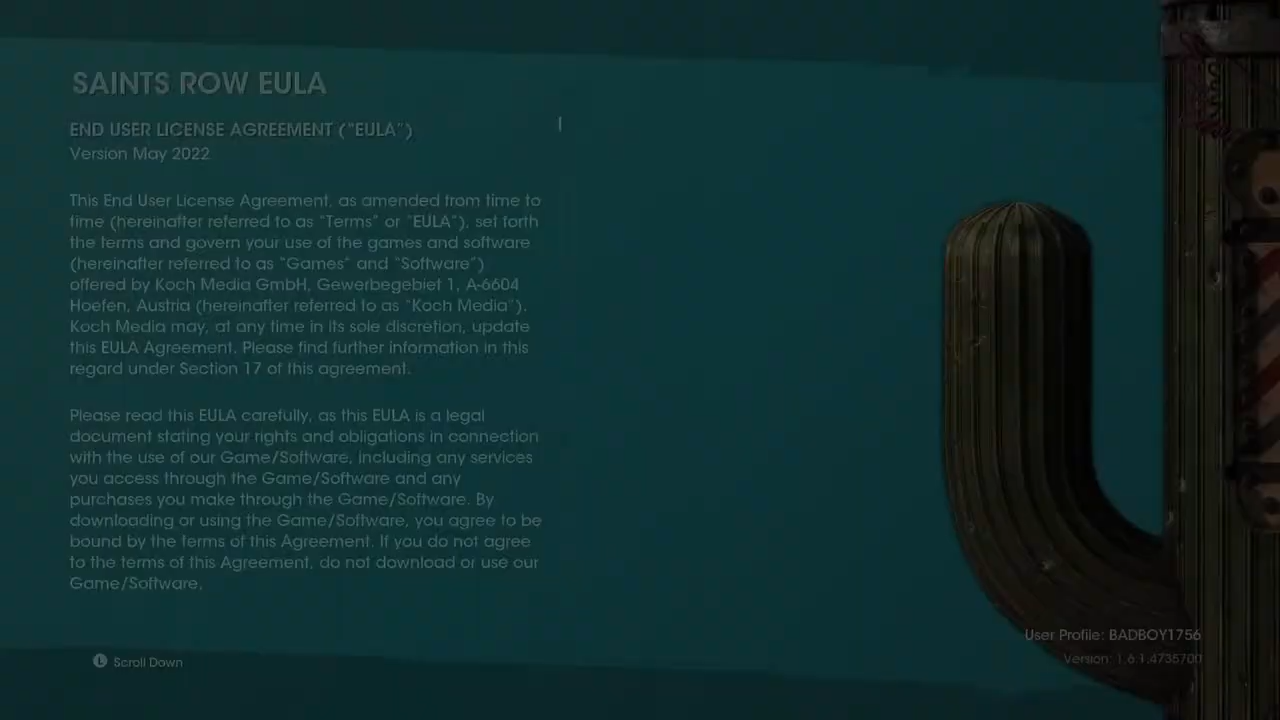 SAINTS ROW EULA
END USER LICENSE AGREEMENT ("EULA")
Version May 2022
This End User License Agreement, as amended from time to
time (hereinafter referred to as "Terms" or "EULA"), set forth
the terms and govern your use of the games and software
(hereinafter referred to as "Games" and "Software")
offered by Koch Media GmbH, Gewerbegebiet 1, A-6604
Hoefen, Austria (hereinafter referred to as "Koch Media").
Koch Media may, at any time in its sole discretion, update
this EULA Agreement. Please find further information in this
regard under Section 17 of this agreement.
Please read this EULA carefully, as this EULA is a legal
document stating your rights and obligations in connection
with the use of our Game/Software, including any services
you access through the Game/Software and any
purchases you make through the Game/Software. By
downloading or using the Game/Software, you agree to be
bound by the terms of this Agreement. If you do not agree
to the terms of this Agreement, do not download or use our
Game/Software.
User Profile: BADBOY1756
Version: 1.6.1.4735700
L Scroll Down